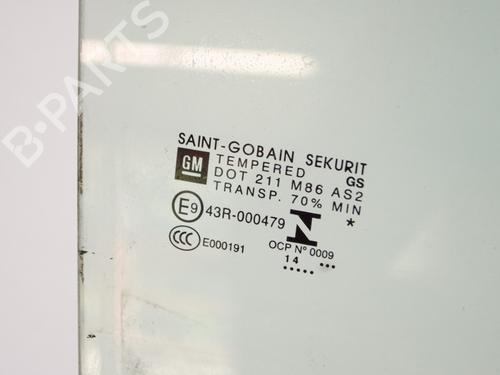 B-PARTS
SAINT-GOBAIN SEKURIT
GM TEMPERED GS
DOT 211 M86 AS2
TRANSP. 70% MIN
E9 43R-000479 N *
CCC E000191 OCP Nº 0009
14 ...
.....